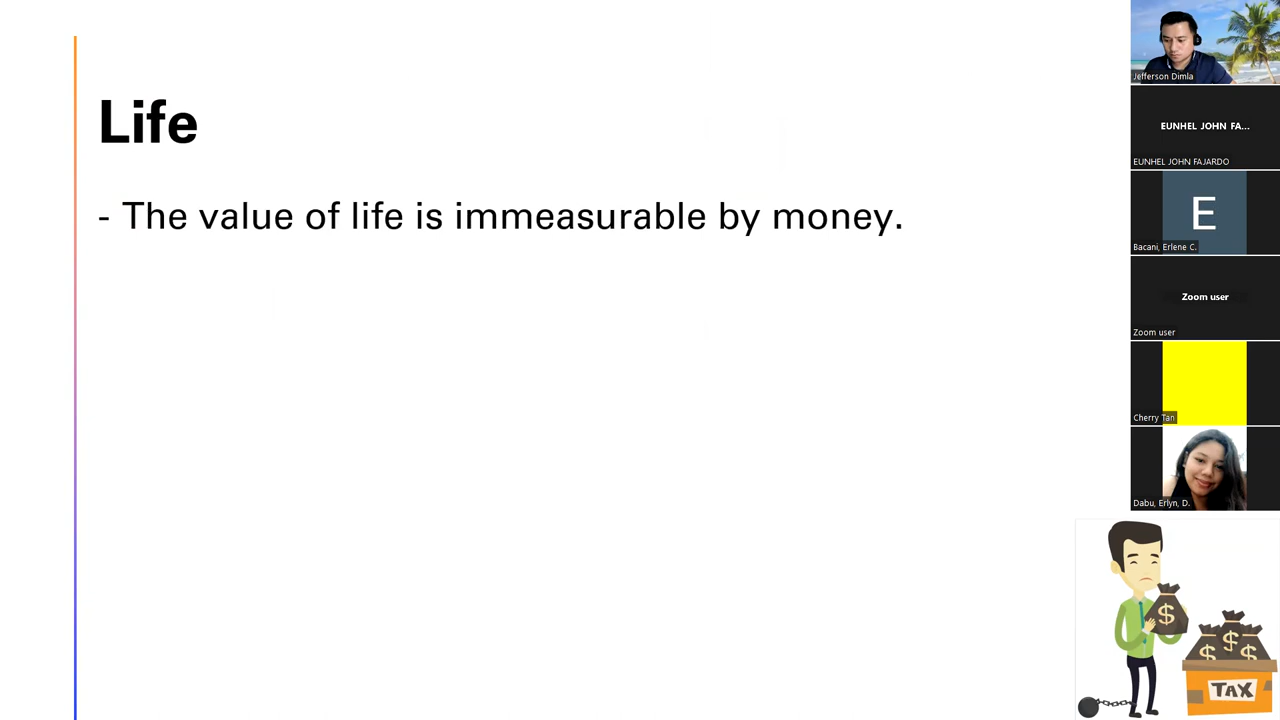 Life
- The value of life is immeasurable by money.
Jefferson Dimla
EUNHEL JOHN FA...
EUNHEL JOHN FAJARDO
E
Bacani, Erlene C.
Zoom user
Zoom user
Cherry Tan
Dabu, Erlyn, D.
$
$
$
$
TAX